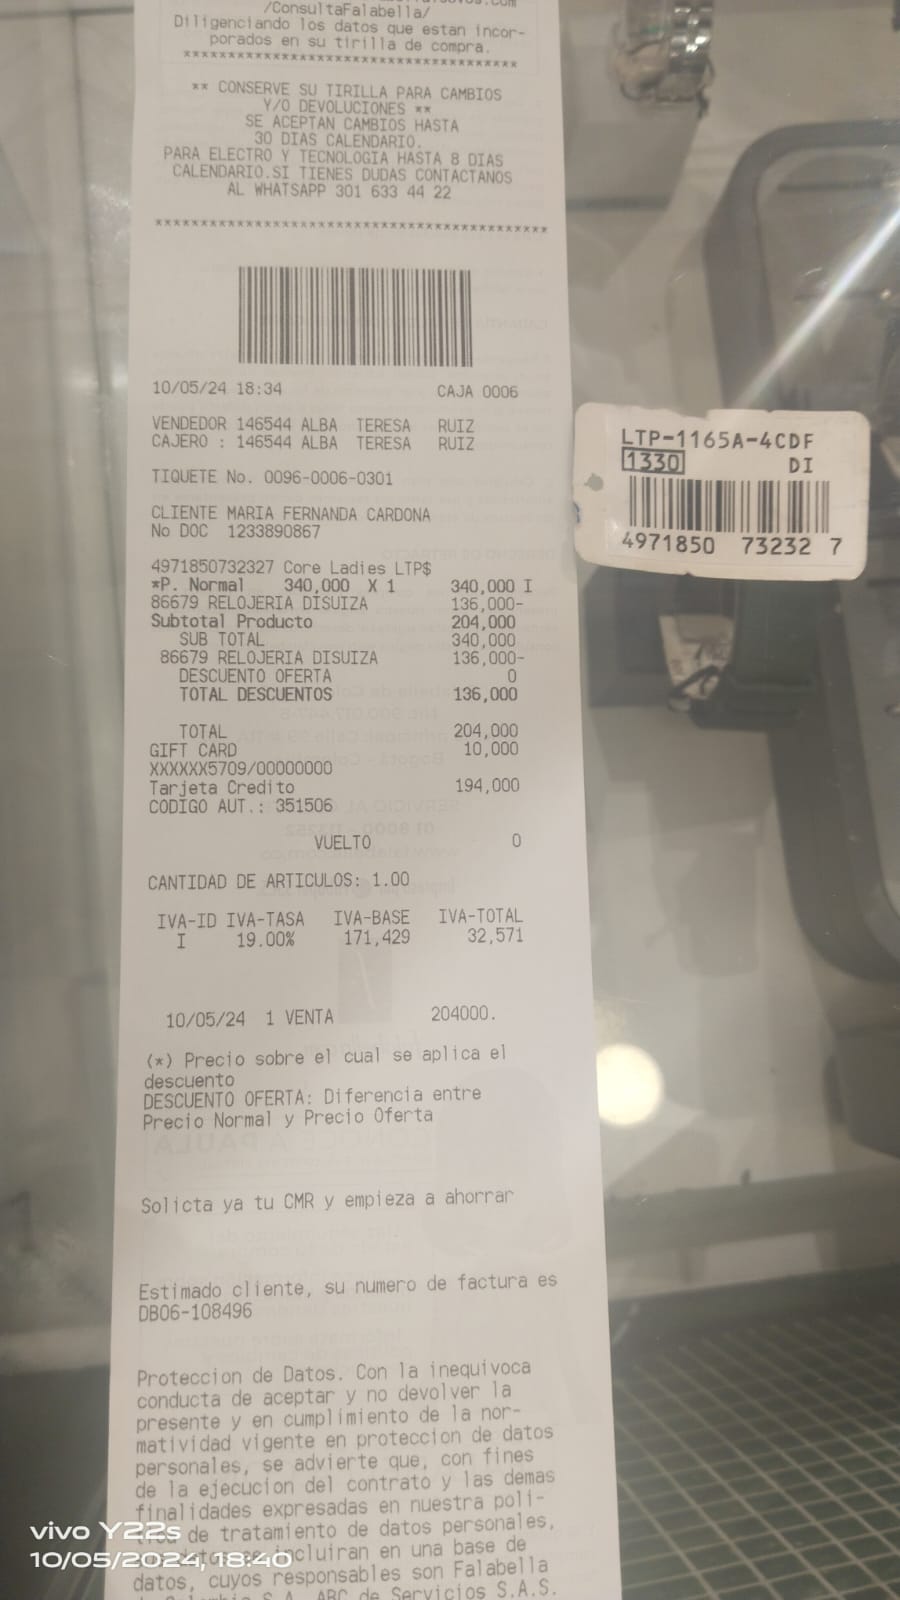 /ConsultaFalabella/
Diligenciando los datos que estan incor-
porados en su tirilla de compra.
** CONSERVE SU TIRILLA PARA CAMBIOS
Y/O DEVOLUCIONES **
SE ACEPTAN CAMBIOS HASTA
30 DIAS CALENDARIO.
PARA ELECTRO Y TECNOLOGIA HASTA 8 DIAS
CALENDARIO.SI TIENES DUDAS CONTACTANOS
AL WHATSAPP 301 633 44 22
10/05/24 18:34 CAJA 0006
VENDEDOR 146544 ALBA TERESA RUIZ
CAJERO : 146544 ALBA TERESA RUIZ
TIQUETE No. 0096-0006-0301
CLIENTE MARIA FERNANDA CARDONA
No DOC 1233890867
4971850732327 Core Ladies LTP$
*P. Normal 340,000 X 1 340,000 I
86679 RELOJERIA DISUIZA 136,000-
Subtotal Producto 204,000
SUB TOTAL 340,000
86679 RELOJERIA DISUIZA 136,000-
DESCUENTO OFERTA 0
TOTAL DESCUENTOS 136,000
TOTAL 204,000
GIFT CARD 10,000
XXXXXX5709/00000000
Tarjeta Credito 194,000
CODIGO AUT.: 351506
VUELTO 0
CANTIDAD DE ARTICULOS: 1.00
IVA-ID IVA-TASA IVA-BASE IVA-TOTAL
I 19.00% 171,429 32,571
10/05/24 1 VENTA 204000.
(*) Precio sobre el cual se aplica el
descuento
DESCUENTO OFERTA: Diferencia entre
Precio Normal y Precio Oferta
Solicta ya tu CMR y empieza a ahorrar
Estimado cliente, su numero de factura es
DB06-108496
Proteccion de Datos. Con la inequivoca
conducta de aceptar y no devolver la
presente y en cumplimiento de la nor-
matividad vigente en proteccion de datos
personales, se advierte que, con fines
de la ejecucion del contrato y las demas
finalidades expresadas en nuestra poli-
de tratamiento de datos personales,
incluiran en una base de
datos, cuyos responsables son Falabella
S.A. ABC de Servicios S.A.S.
LTP-1165A-4CDF
1330 DI
4971850 73232 7
vivo Y22s
10/05/2024, 18:40